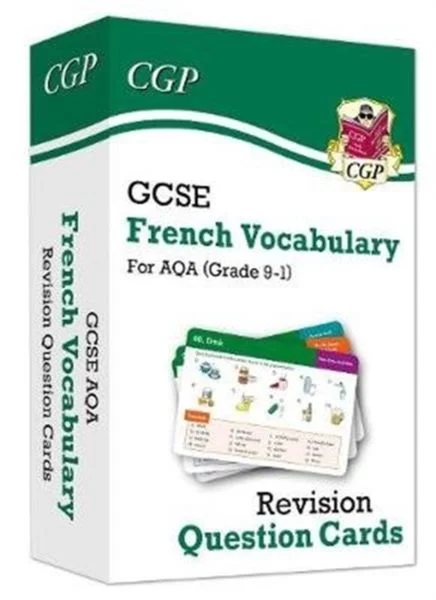 CGP
CGP
CGP
GCSE
French Vocabulary
For AQA (Grade 9-1)
Revision
Question Cards
GCSE AQA
French Vocabulary
Revision Question Cards